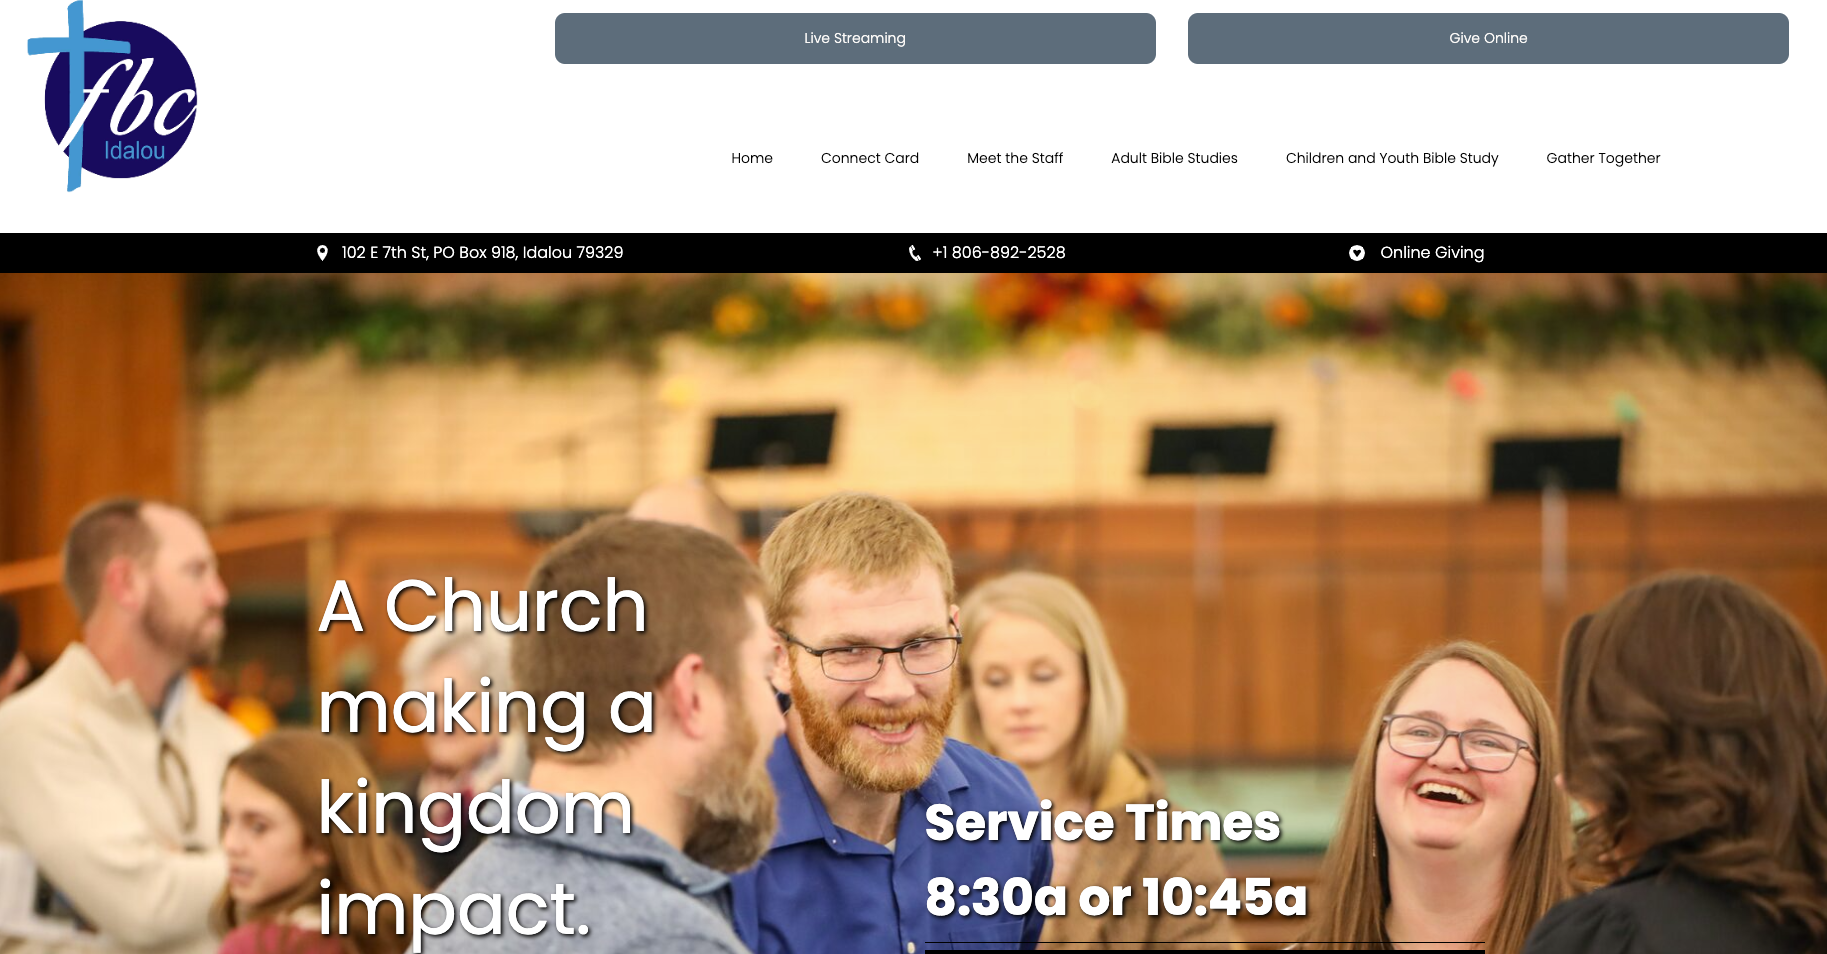 fbc
Idalou
Live Streaming
Give Online
Home
Connect Card
Meet the Staff
Adult Bible Studies
Children and Youth Bible Study
Gather Together
102 E 7th St, PO Box 918, Idalou 79329
+1 806-892-2528
Online Giving
A Church
making a
kingdom
impact.
Service Times
8:30a or 10:45a